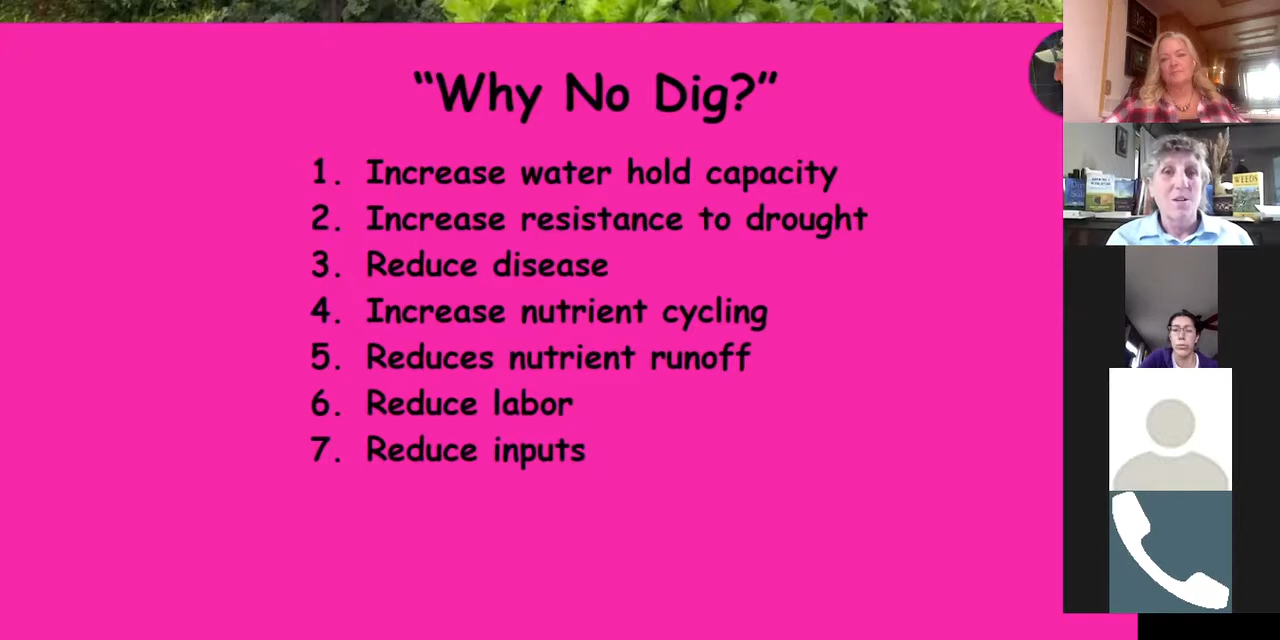 “Why No Dig?”
1. Increase water hold capacity
2. Increase resistance to drought
3. Reduce disease
4. Increase nutrient cycling
5. Reduces nutrient runoff
6. Reduce labor
7. Reduce inputs
WEEDS